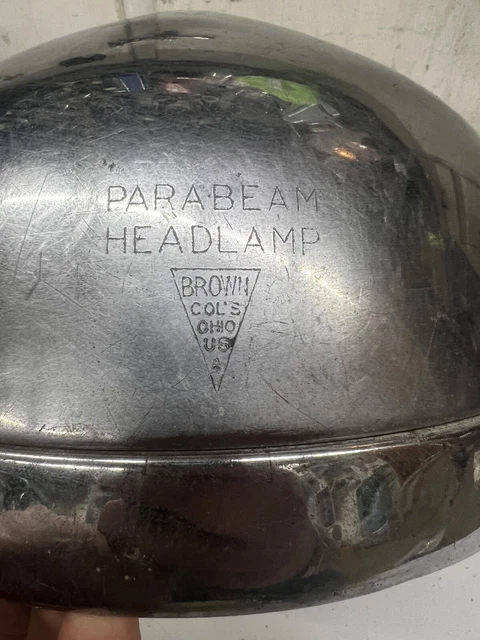 PARABEAM
HEADLAMP
BROWN
COL'S
OHIO
US
A